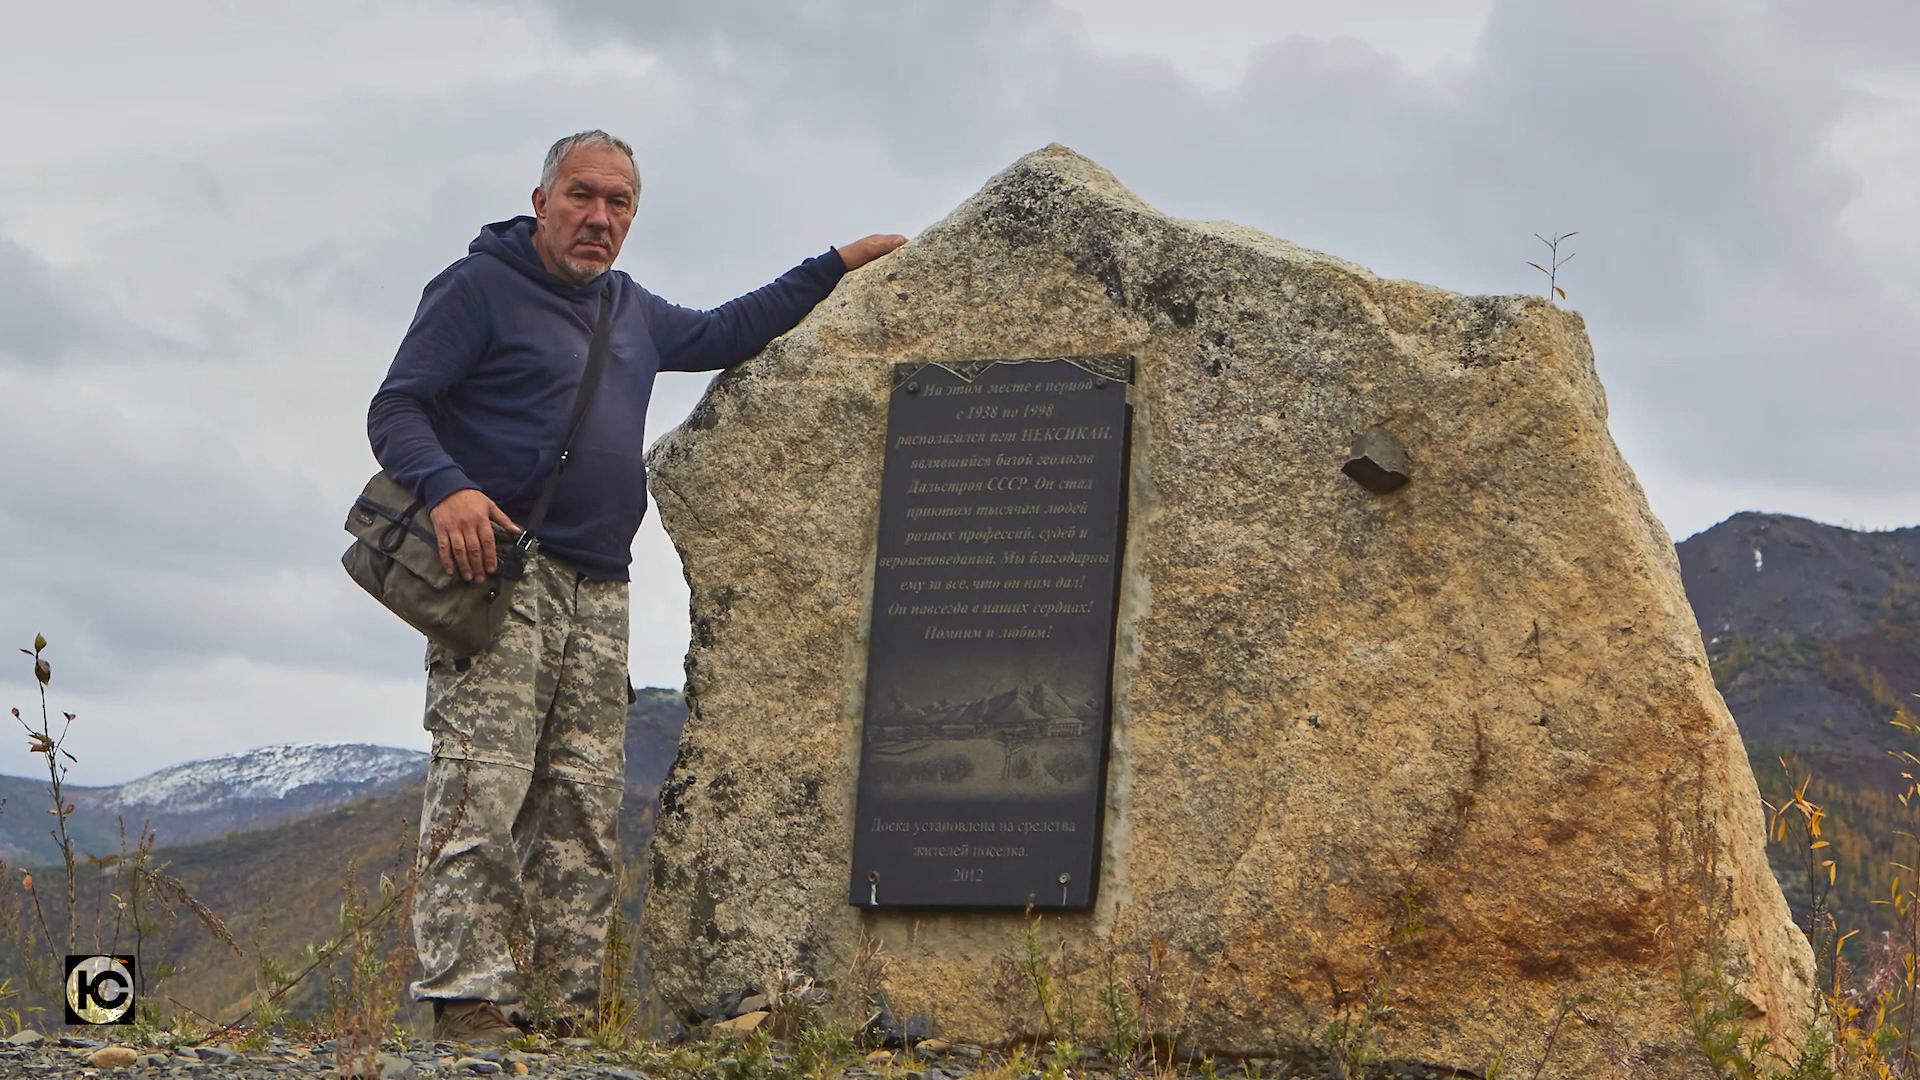 На этом месте в период
с 1938 по 1998
располагался пгт НЕКСИКАН,
являвшийся базой геологов
Дальстроя СССР. Он стал
приютом тысячам людей
разных профессий, судеб и
вероисповеданий. Мы благодарны
ему за все, что он нам дал!
Он навсегда в наших сердцах!
Помним и любим!
Доска установлена на средства
жителей поселка.
2012
ЮС